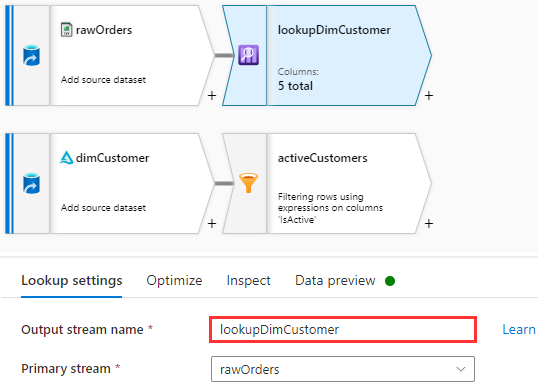 rawOrders
Add source dataset
+
lookupDimCustomer
Columns:
5 total
+
dimCustomer
Add source dataset
+
activeCustomers
Filtering rows using
expressions on columns
'IsActive'
+
Lookup settings Optimize Inspect Data preview
Output stream name * lookupDimCustomer Learn
Primary stream * rawOrders